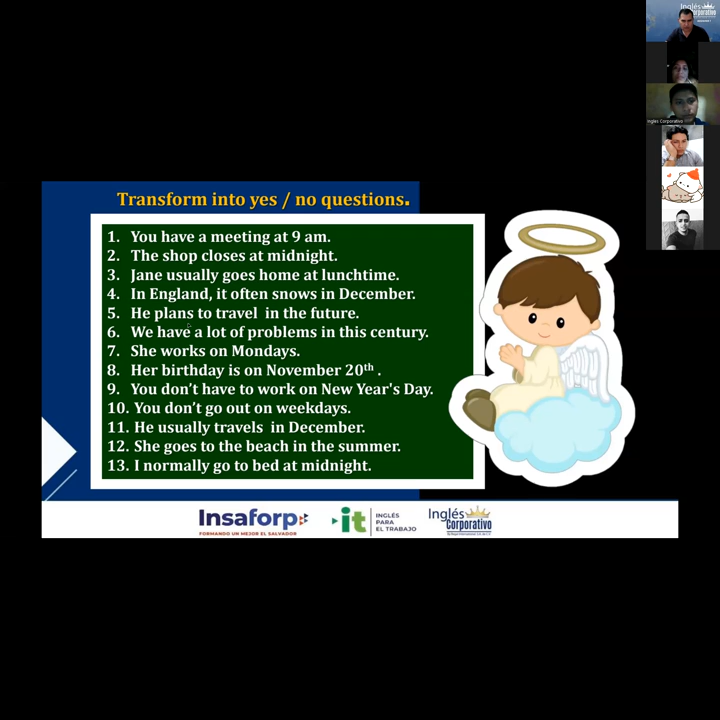 Transform into yes / no questions.
1. You have a meeting at 9 am.
2. The shop closes at midnight.
3. Jane usually goes home at lunchtime.
4. In England, it often snows in December.
5. He plans to travel in the future.
6. We have a lot of problems in this century.
7. She works on Mondays.
8. Her birthday is on November 20th .
9. You don't have to work on New Year's Day.
10. You don't go out on weekdays.
11. He usually travels in December.
12. She goes to the beach in the summer.
13. I normally go to bed at midnight.
Insaforp
FORMANDO UN MEJOR EL SALVADOR
it
INGLÉS
PARA
EL TRABAJO
Inglés
Corporativo
Inglés
Corporativo
Inglés Corporativo